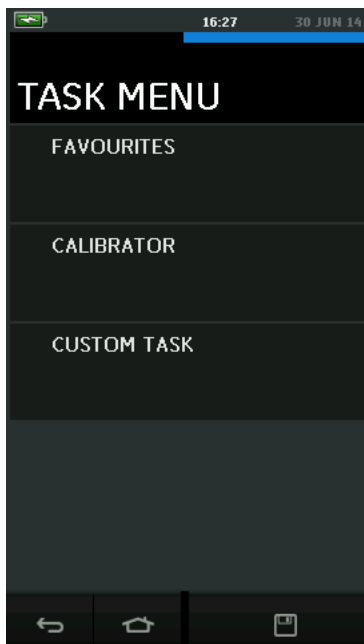 16:27 30 JUN 14
TASK MENU
FAVOURITES
CALIBRATOR
CUSTOM TASK